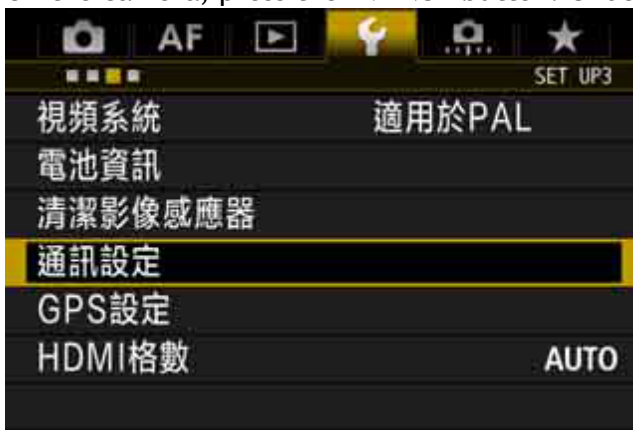 AF
SET UP3
視頻系統 適用於PAL
電池資訊
清潔影像感應器
通訊設定
GPS設定
HDMI格數 AUTO